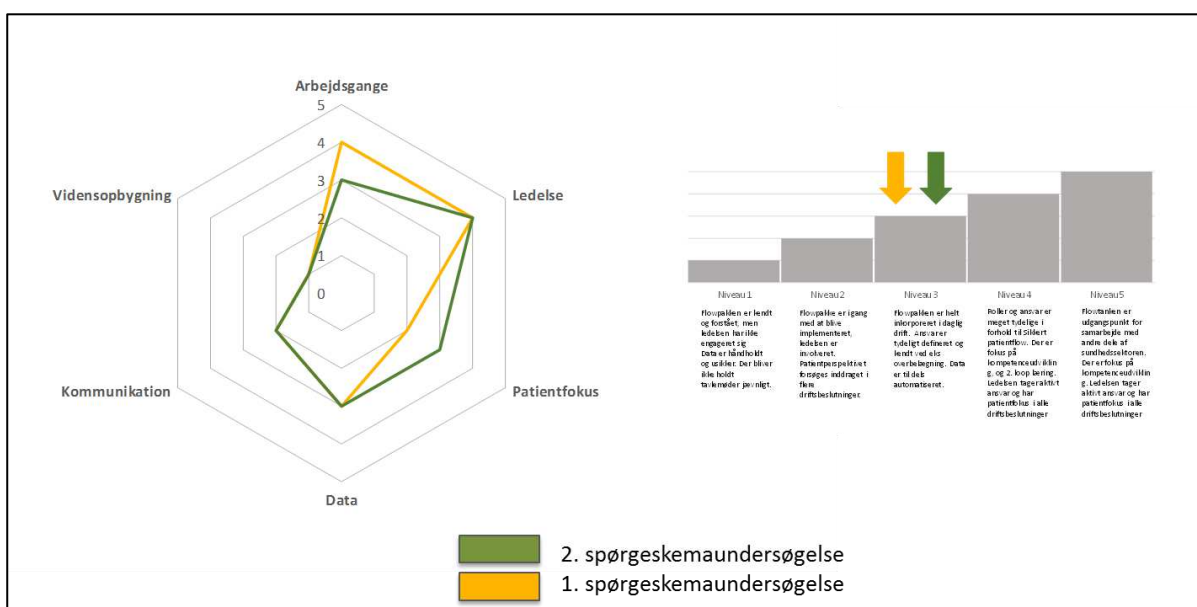 Arbejdsgange
5
4
3
2
1
0
Ledelse
Patientfokus
Data
Kommunikation
Vidensopbygning
Niveau 1
Flowpakken er kendt
og forstået, men
ledelsen har ikke
engageret sig
Data er håndholdt
og usikker. Der bliver
ikke holdt
tavlemøder jævnligt.
Niveau 2
Flowpakke er igang
med at blive
implementeret,
ledelsen er
involveret.
Patientperspektivet
forsøges inddraget i
flere
driftsbeslutninger.
Niveau 3
Flowpakken er helt
inkorporeret i daglig
drift. Ansvar er
tydeligt defineret og
kendt ved eks
overbelægning. Data
er til dels
automatiseret.
Niveau 4
Roller og ansvar er
meget tydelige i
forhold til Sikkert
patientflow. Der er
fokus på
kompetenceudviklin
g, og 2. loop læring.
Ledelsen tager aktivt
ansvar og har
patientfokus i alle
driftsbeslutninger
Niveau 5
Flowtanken er
udgangspunkt for
samarbejde med
andre dele af
sundhedssektoren.
Der er fokus på
kompetenceudviklin
g. Ledelsen tager
aktivt ansvar og har
patientfokus i alle
driftsbeslutninger
2. spørgeskemaundersøgelse
1. spørgeskemaundersøgelse